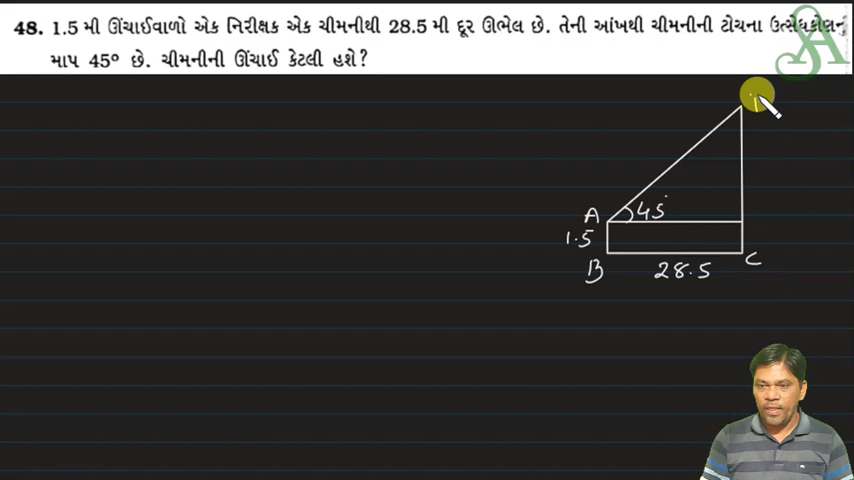 48. 1.5 મી ઊંચાઈવાળો એક નિરીક્ષક એક ચીમનીથી 28.5 મી દૂર ઊભેલ છે. તેની આંખથી ચીમનીની ટોચના ઉત્સેધકોણનું
માપ 45° છે. ચીમનીની ઊંચાઈ કેટલી હશે?
A 45°
1.5
B 28.5 C